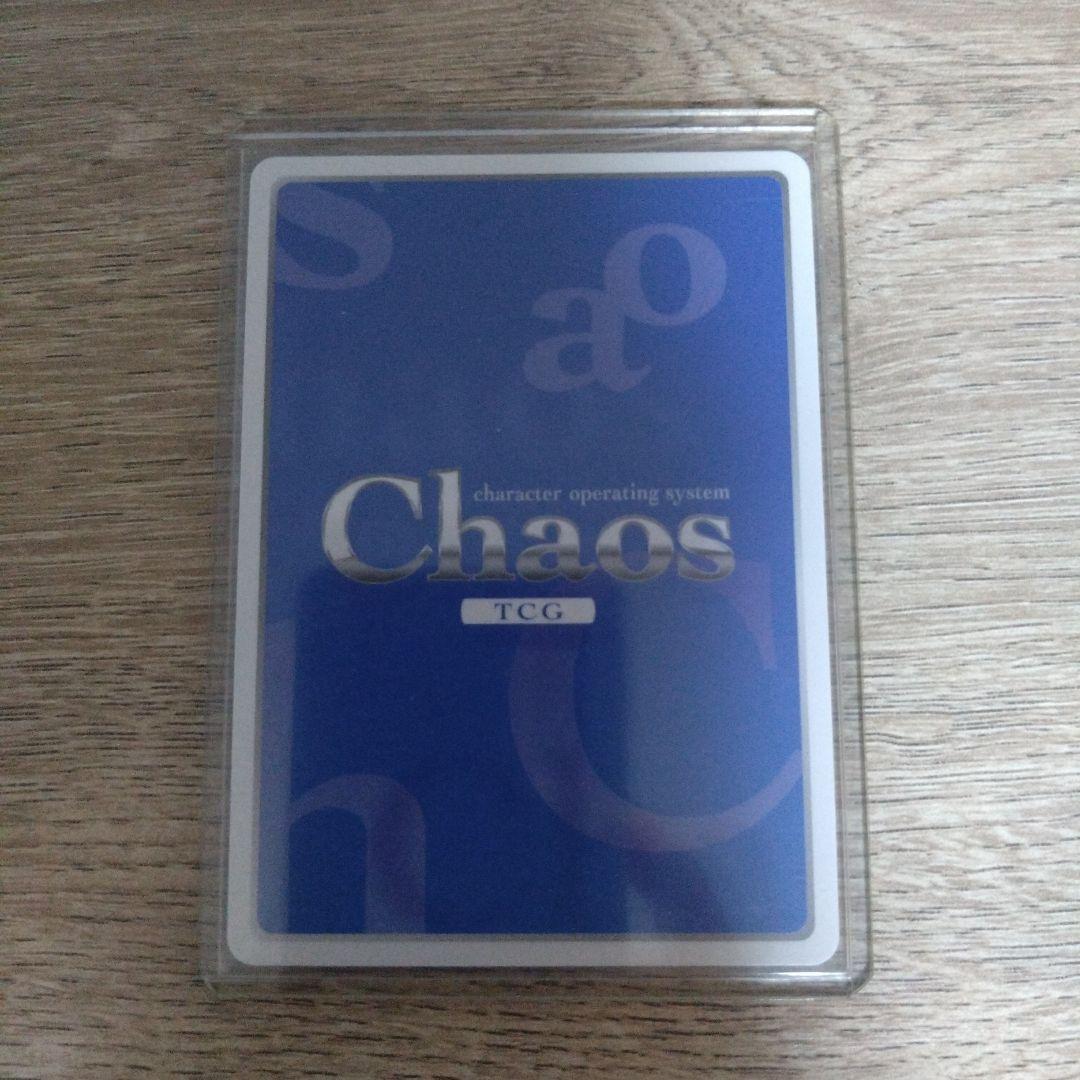 s
a o
character operating system
Chaos
TCG
C
h